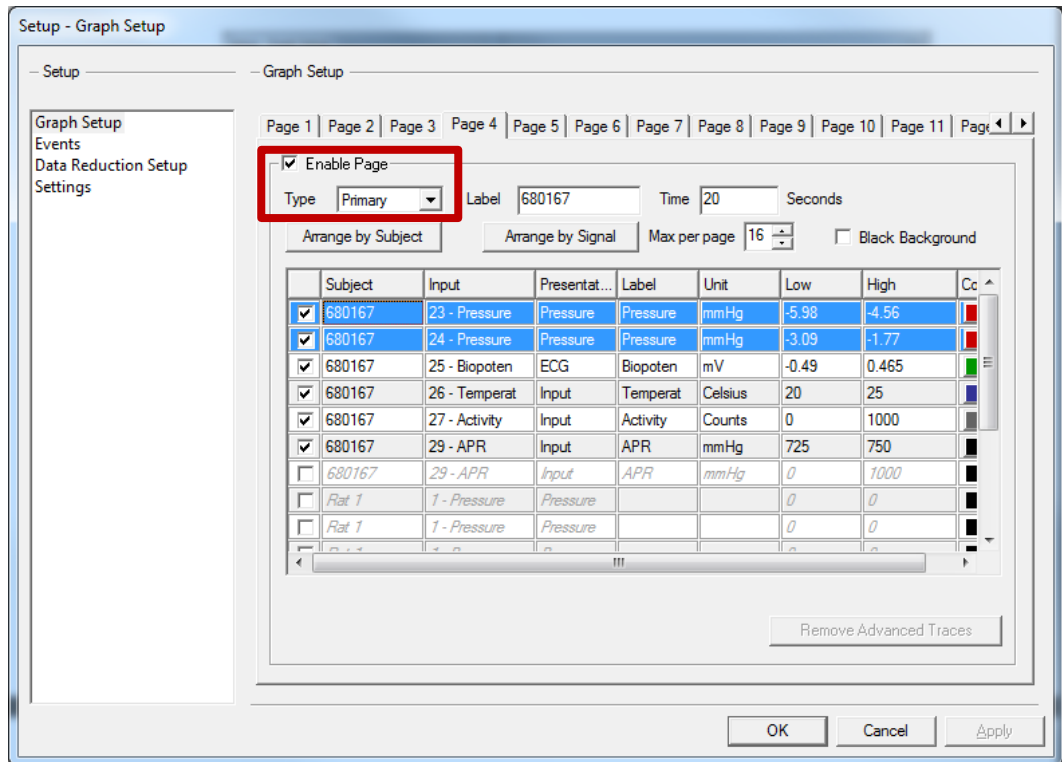 Setup - Graph Setup
Setup
Graph Setup
Graph Setup
Events
Data Reduction Setup
Settings
Page 1 Page 2 Page 3 Page 4 Page 5 Page 6 Page 7 Page 8 Page 9 Page 10 Page 11 Page
Enable Page
Type Primary Label 680167 Time 20 Seconds
Arrange by Subject Arrange by Signal Max per page 16 Black Background
Subject Input Presentat... Label Unit Low High Co
680167 23 - Pressure Pressure Pressure mmHg -5.98 -4.56
680167 24 - Pressure Pressure Pressure mmHg -3.09 -1.77
680167 25 - Biopoten ECG Biopoten mV -0.49 0.465
680167 26 - Temperat Input Temperat Celsius 20 25
680167 27 - Activity Input Activity Counts 0 1000
680167 29 - APR Input APR mmHg 725 750
680167 29 - APR Input APR mmHg 0 1000
Rat 1 1 - Pressure Pressure 0 0
Rat 1 1 - Pressure Pressure 0 0
Remove Advanced Traces
OK Cancel Apply